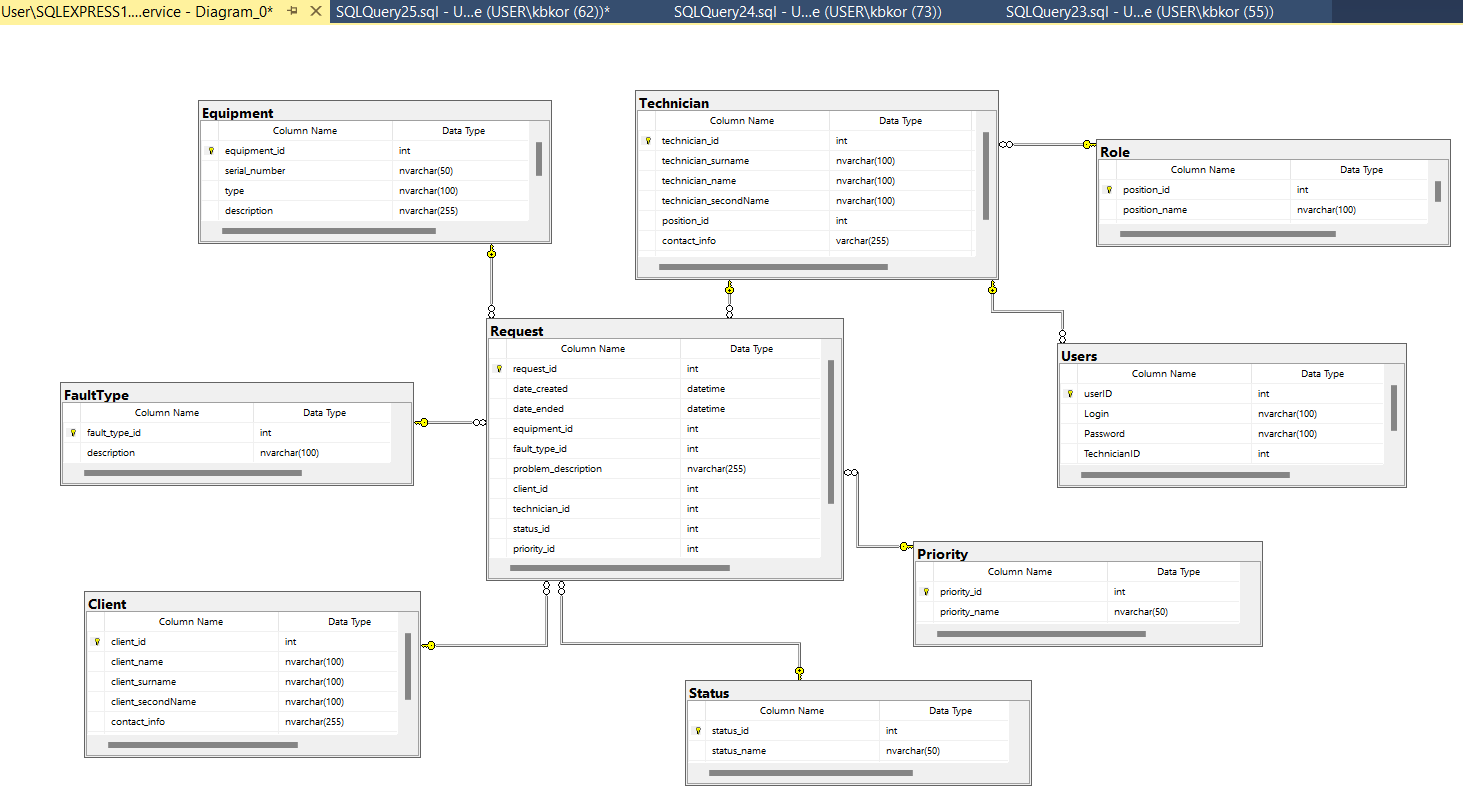 User\SQLEXPRESS1....ervice - Diagram_0*
SQLQuery25.sql - U...e (USER\kbkor (62))*
SQLQuery24.sql - U...e (USER\kbkor (73))
SQLQuery23.sql - U...e (USER\kbkor (55))
Equipment
Column Name Data Type
equipment_id int
serial_number nvarchar(50)
type nvarchar(100)
description nvarchar(255)
Technician
Column Name Data Type
technician_id int
technician_surname nvarchar(100)
technician_name nvarchar(100)
technician_secondName nvarchar(100)
position_id int
contact_info varchar(255)
Role
Column Name Data Type
position_id int
position_name nvarchar(100)
Request
Column Name Data Type
request_id int
date_created datetime
date_ended datetime
equipment_id int
fault_type_id int
problem_description nvarchar(255)
client_id int
technician_id int
status_id int
priority_id int
Users
Column Name Data Type
userID int
Login nvarchar(100)
Password nvarchar(100)
TechnicianID int
FaultType
Column Name Data Type
fault_type_id int
description nvarchar(100)
Priority
Column Name Data Type
priority_id int
priority_name nvarchar(50)
Client
Column Name Data Type
client_id int
client_name nvarchar(100)
client_surname nvarchar(100)
client_secondName nvarchar(100)
contact_info nvarchar(255)
Status
Column Name Data Type
status_id int
status_name nvarchar(50)